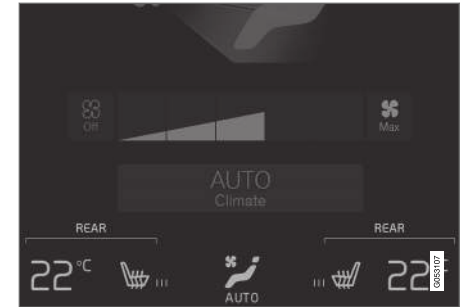 Off
Max
AUTO
Climate
REAR
REAR
22°C
AUTO
22°
G053107